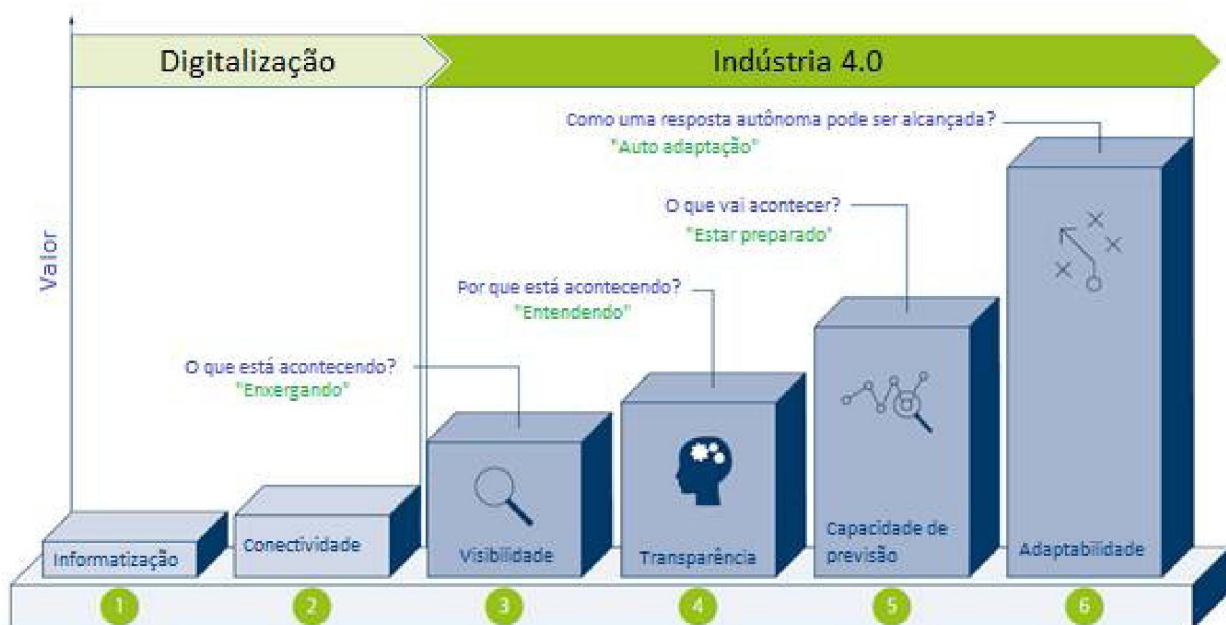 Digitalização
Indústria 4.0
Como uma resposta autônoma pode ser alcançada?
"Auto adaptação"
O que vai acontecer?
"Estar preparado"
Por que está acontecendo?
"Entendendo"
O que está acontecendo?
"Enxergando"
Valor
Informatização
Conectividade
Visibilidade
Transparência
Capacidade de
previsão
Adaptabilidade
1
2
3
4
5
6